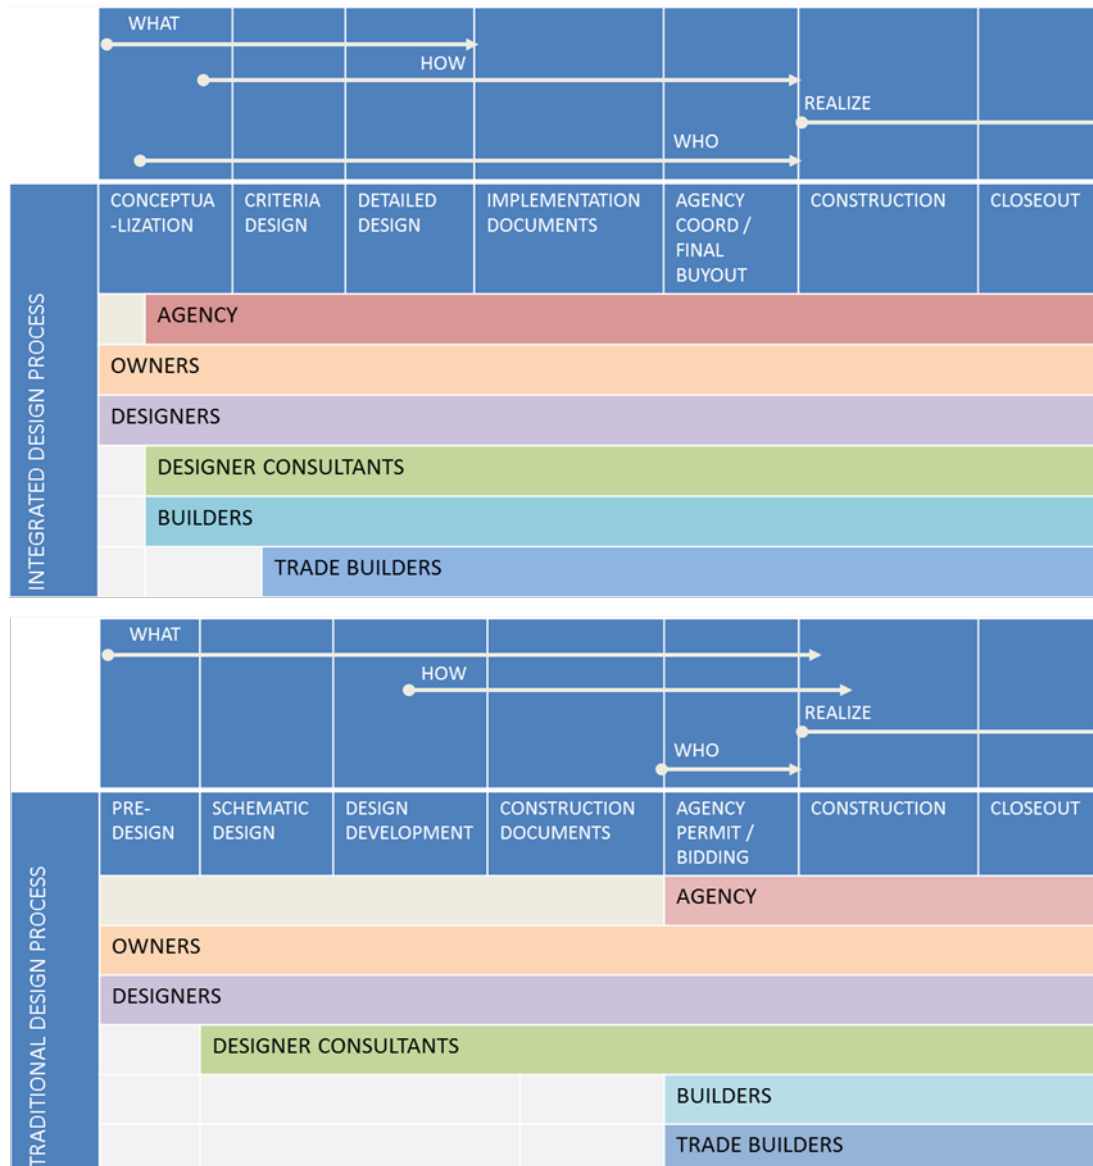 WHAT
HOW
REALIZE
WHO
CONCEPTUA
-LIZATION
CRITERIA
DESIGN
DETAILED
DESIGN
IMPLEMENTATION
DOCUMENTS
AGENCY
COORD /
FINAL
BUYOUT
CONSTRUCTION
CLOSEOUT
INTEGRATED DESIGN PROCESS
AGENCY
OWNERS
DESIGNERS
DESIGNER CONSULTANTS
BUILDERS
TRADE BUILDERS
WHAT
HOW
REALIZE
WHO
PRE-
DESIGN
SCHEMATIC
DESIGN
DESIGN
DEVELOPMENT
CONSTRUCTION
DOCUMENTS
AGENCY
PERMIT /
BIDDING
CONSTRUCTION
CLOSEOUT
TRADITIONAL DESIGN PROCESS
AGENCY
OWNERS
DESIGNERS
DESIGNER CONSULTANTS
BUILDERS
TRADE BUILDERS